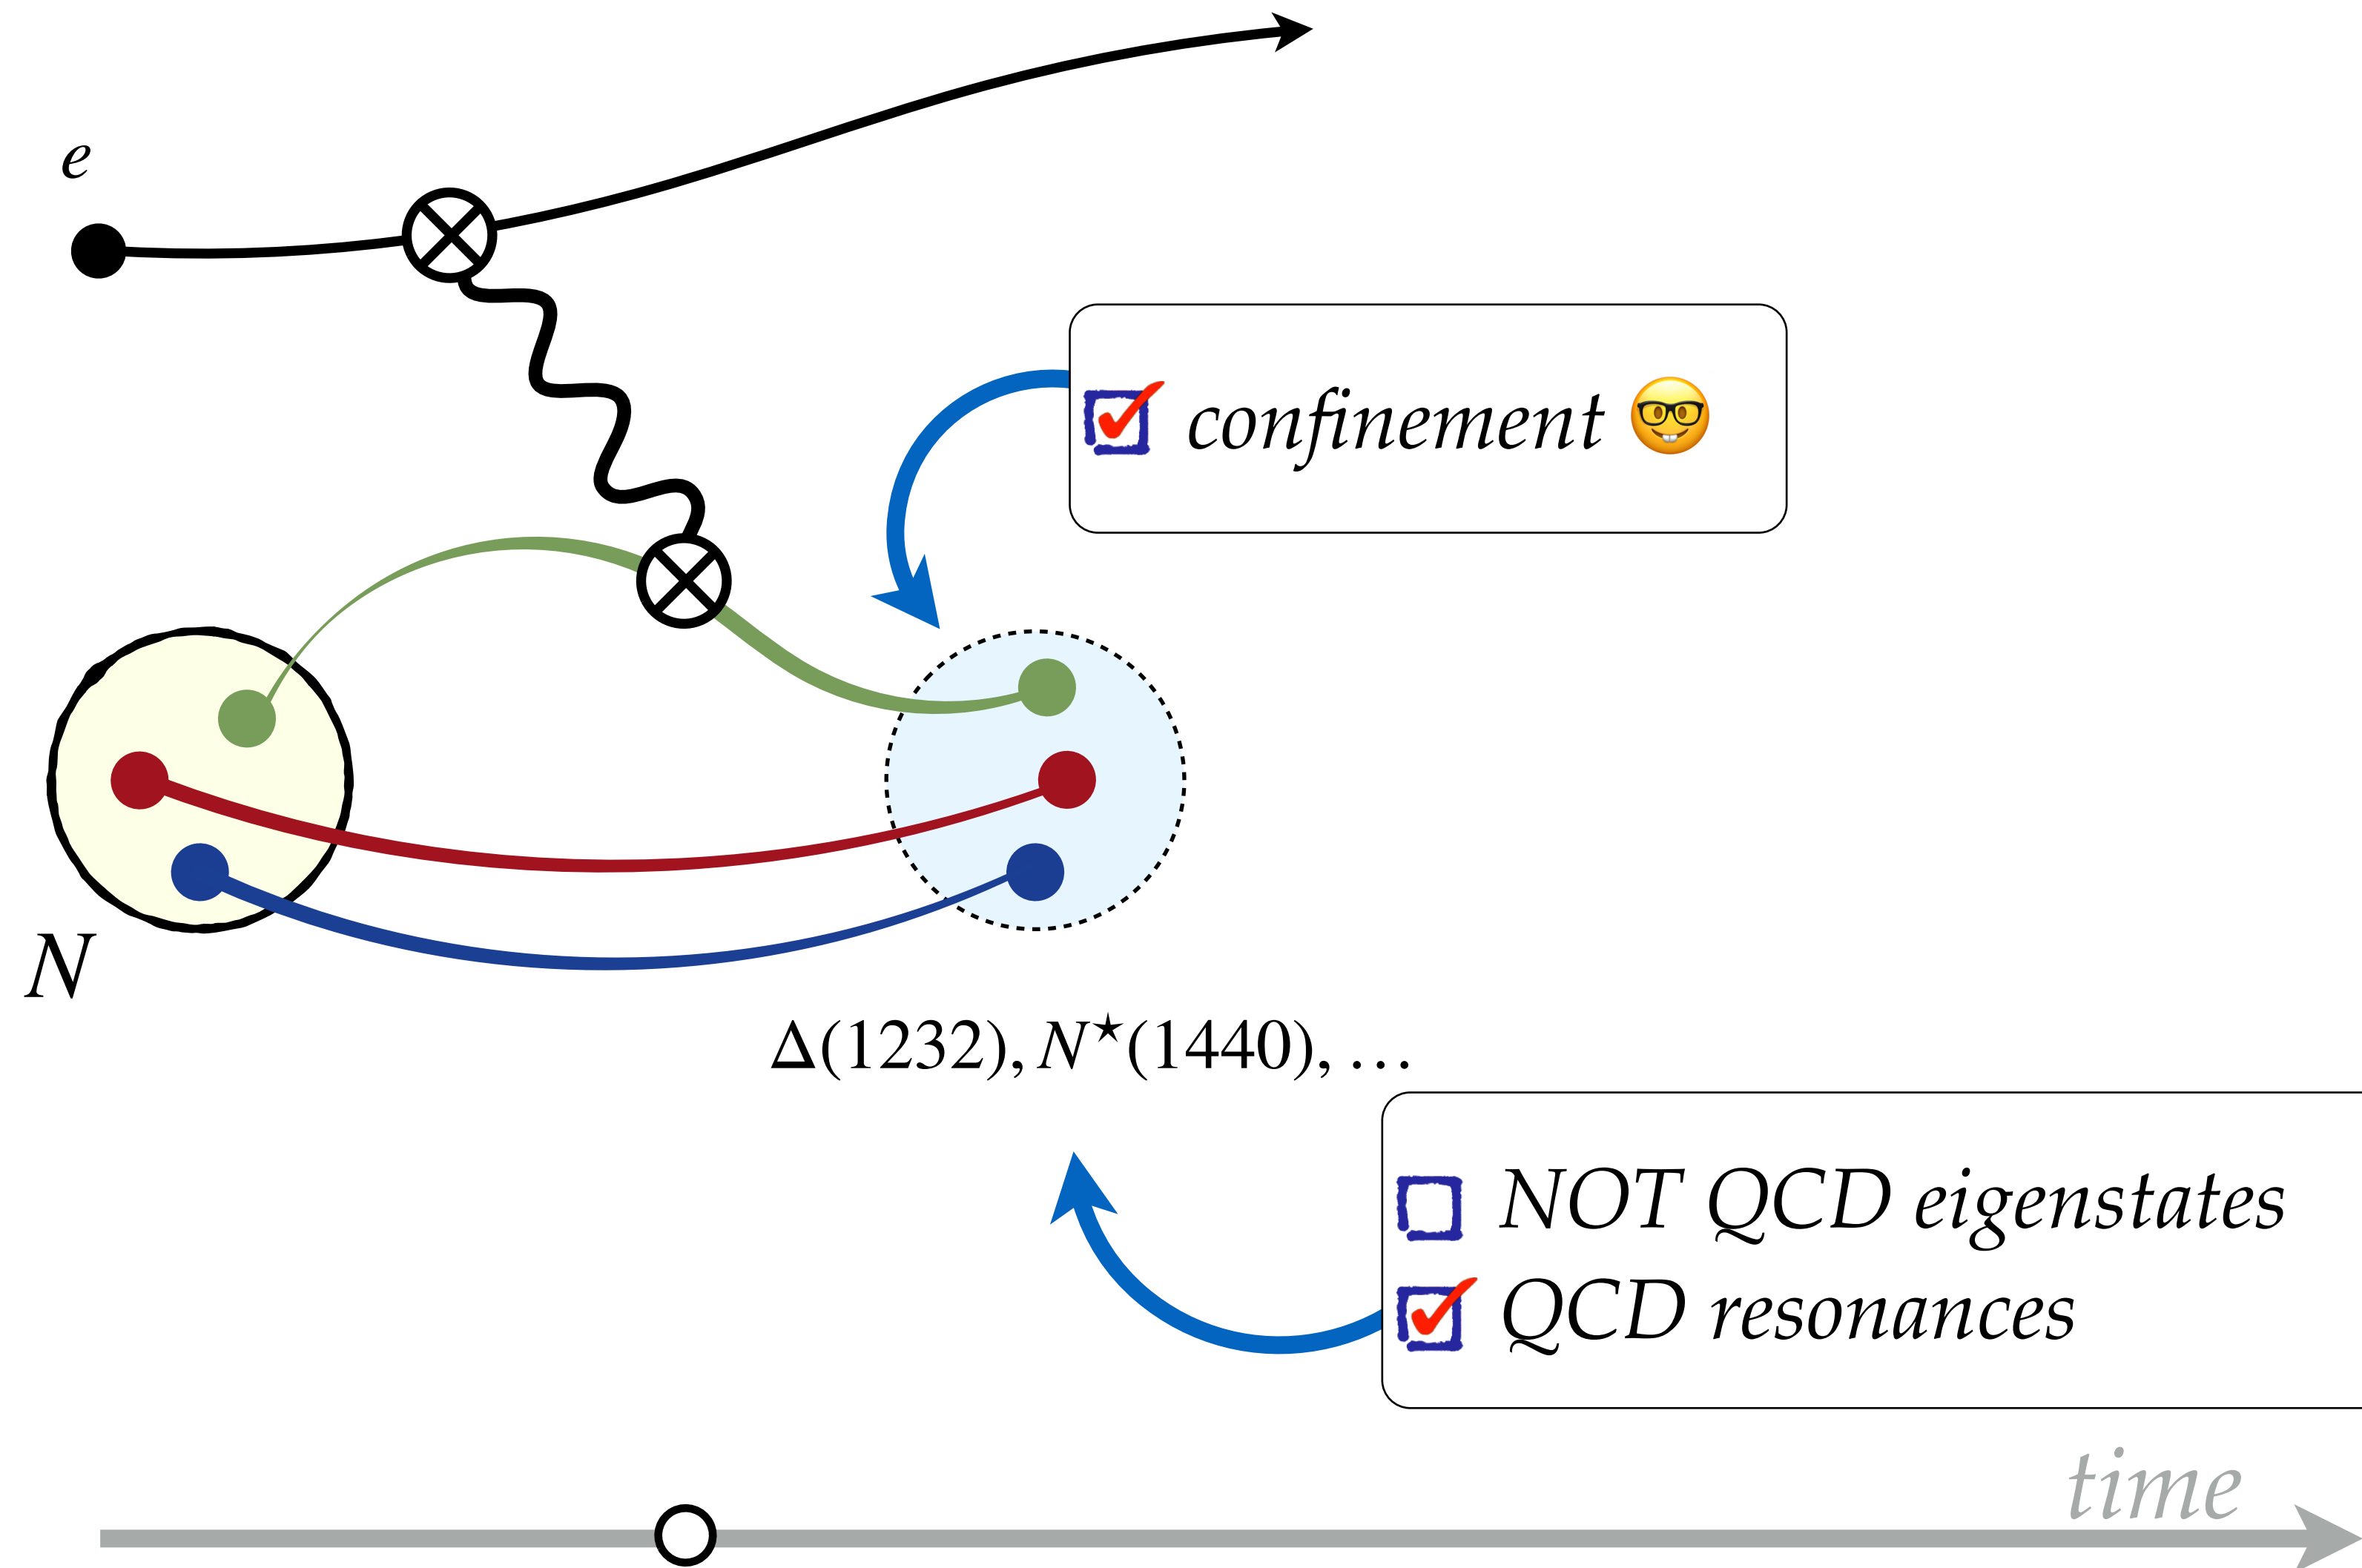 e
confinement 🤓
N
Δ(1232), N★(1440), …
NOT QCD eigenstates
QCD resonances
time